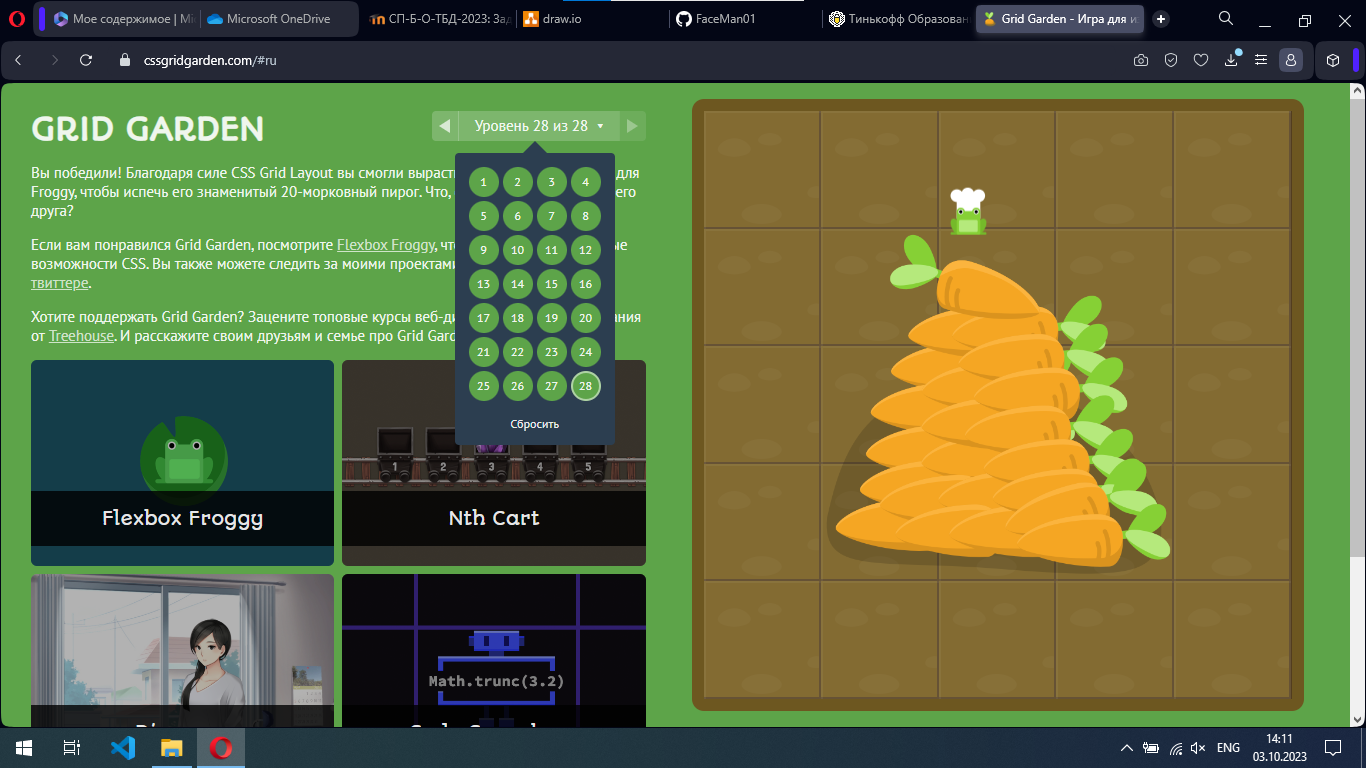 Мое содержимое | Mi
Microsoft OneDrive
СП-Б-О-ТБД-2023: Зад
draw.io
FaceMan01
Тинькофф Образован
Grid Garden - Игра для и
cssgridgarden.com/#ru
GRID GARDEN
Уровень 28 из 28
Вы победили! Благодаря силе CSS Grid Layout вы смогли вырасти
для
Froggy, чтобы испечь его знаменитый 20-морковный пирог. Что,
его
друга?
Если вам понравился Grid Garden, посмотрите Flexbox Froggy, что
ые
возможности CSS. Вы также можете следить за моими проектами
твиттере.
Хотите поддержать Grid Garden? Зацените топовые курсы веб-ди
ания
от Treehouse. И расскажите своим друзьям и семье про Grid Gard
1 2 3 4
5 6 7 8
9 10 11 12
13 14 15 16
17 18 19 20
21 22 23 24
25 26 27 28
Сбросить
Flexbox Froggy
1 2 3 4 5
Nth Cart
Math.trunc(3.2)
ENG
14:11
03.10.2023